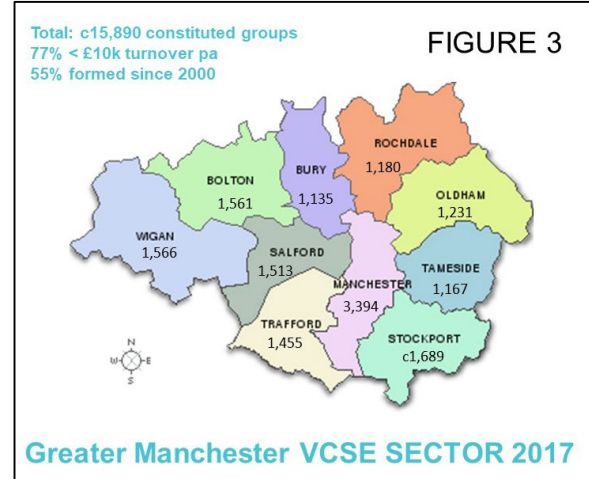 Total: c15,890 constituted groups
77% < £10k turnover pa
55% formed since 2000
FIGURE 3
ROCHDALE
1,180
BURY
1,135
BOLTON
1,561
OLDHAM
1,231
WIGAN
1,566
SALFORD
1,513
TAMESIDE
1,167
MANCHESTER
3,394
TRAFFORD
1,455
STOCKPORT
c1,689
N
W E
S
Greater Manchester VCSE SECTOR 2017